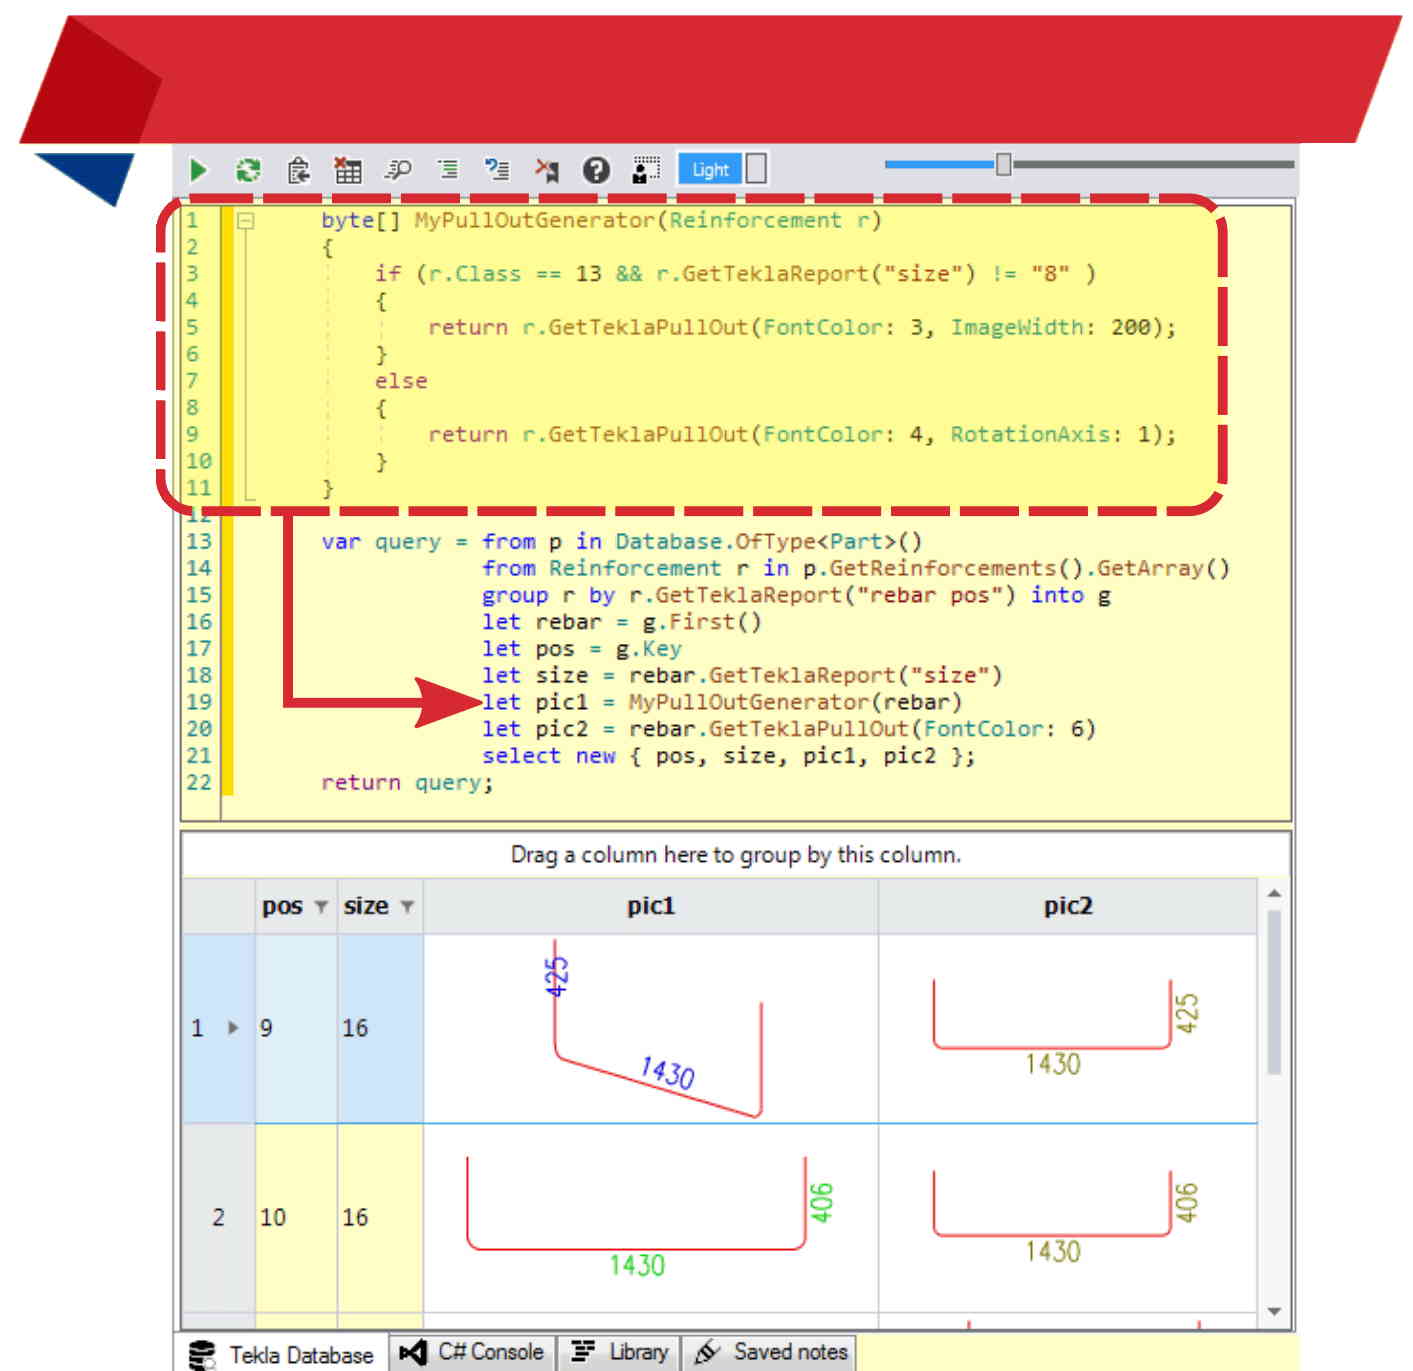 Light
1 byte[] MyPullOutGenerator(Reinforcement r)
2 {
3 if (r.Class == 13 && r.GetTeklaReport("size") != "8" )
4 {
5 return r.GetTeklaPullOut(FontColor: 3, ImageWidth: 200);
6 }
7 else
8 {
9 return r.GetTeklaPullOut(FontColor: 4, RotationAxis: 1);
10 }
11 }
12
13 var query = from p in Database.OfType<Part>()
14 from Reinforcement r in p.GetReinforcements().GetArray()
15 group r by r.GetTeklaReport("rebar pos") into g
16 let rebar = g.First()
17 let pos = g.Key
18 let size = rebar.GetTeklaReport("size")
19 let pic1 = MyPullOutGenerator(rebar)
20 let pic2 = rebar.GetTeklaPullOut(FontColor: 6)
21 select new { pos, size, pic1, pic2 };
22 return query;
Drag a column here to group by this column.
pos size pic1 pic2
1 9 16 425 1430 425 1430
2 10 16 406 1430 406 1430
Tekla Database C# Console Library Saved notes